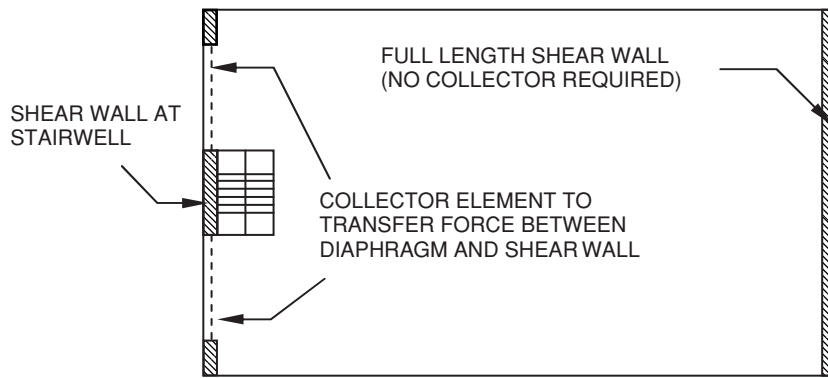 FULL LENGTH SHEAR WALL
(NO COLLECTOR REQUIRED)
SHEAR WALL AT
STAIRWELL
COLLECTOR ELEMENT TO
TRANSFER FORCE BETWEEN
DIAPHRAGM AND SHEAR WALL